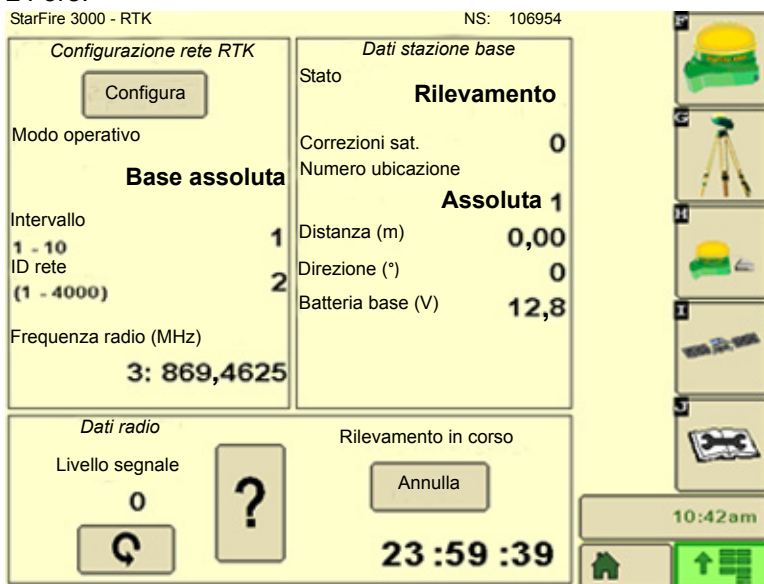 StarFire 3000 - RTK NS: 106954
Configurazione rete RTK
Configura
Modo operativo
Base assoluta
Intervallo
1 - 10
1
ID rete
(1 - 4000)
2
Frequenza radio (MHz)
3: 869,4625
Dati stazione base
Stato
Rilevamento
Correzioni sat. 0
Numero ubicazione
Assoluta 1
Distanza (m) 0,00
Direzione (°) 0
Batteria base (V) 12,8
Dati radio
Livello segnale
0
?
Rilevamento in corso
Annulla
23 :59 :39
F
G
H
I
J
10:42am